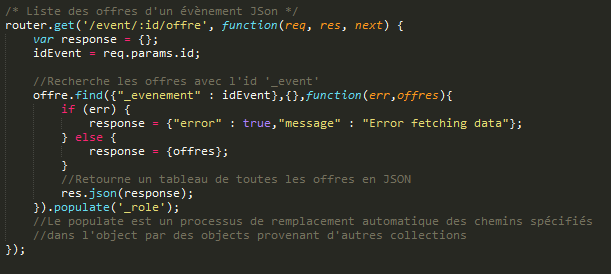 /* Liste des offres d'un évènement JSon */
router.get('/event/:id/offre', function(req, res, next) {
    var response = {};
    idEvent = req.params.id;

    //Recherche les offres avec l'id '_event'
    offre.find({"_evenement" : idEvent},{},function(err,offres){
        if (err) {
            response = {"error" : true,"message" : "Error fetching data"};
        } else {
            response = {offres};
        }
        //Retourne un tableau de toutes les offres en JSON
        res.json(response);
    }).populate('_role');
    //Le populate est un processus de remplacement automatique des chemins spécifiés
    //dans l'object par des objects provenant d'autres collections
});